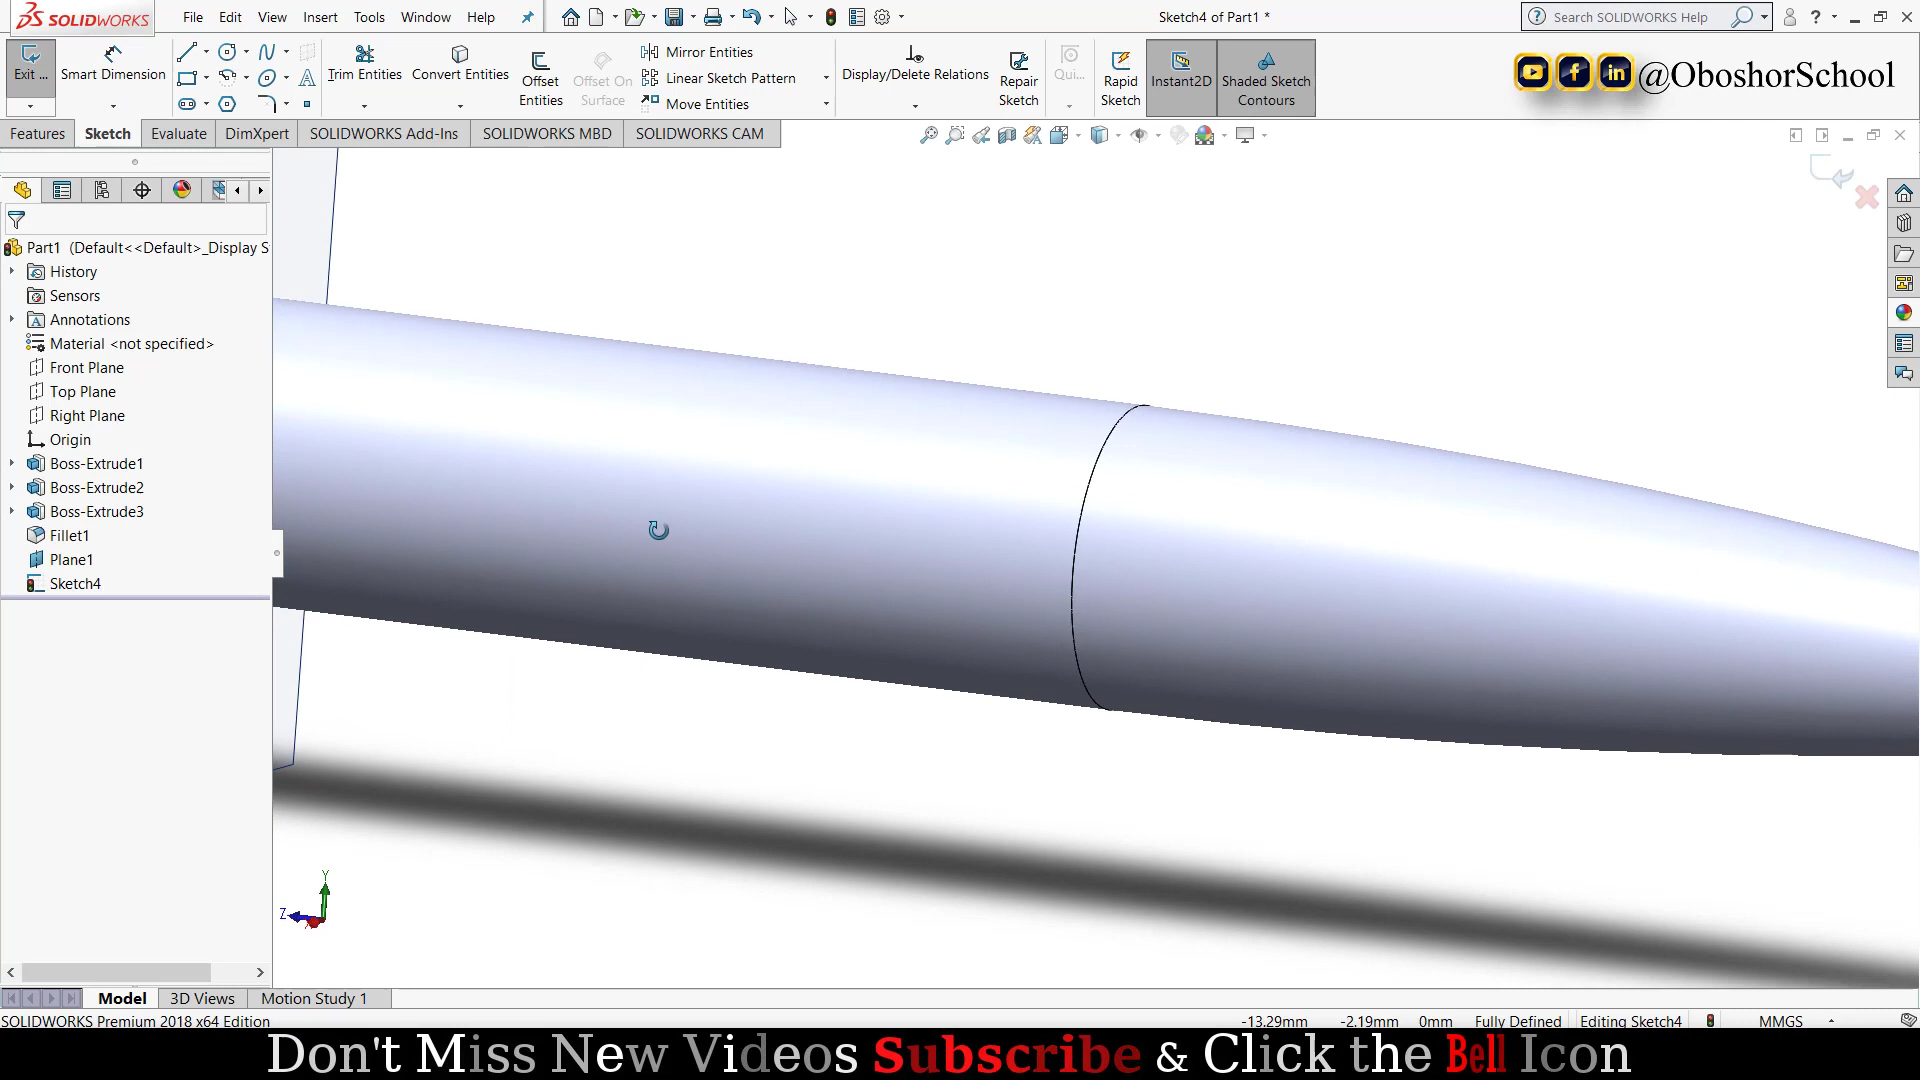 SOLIDWORKS
File Edit View Insert Tools Window Help
Sketch4 of Part1 *
Search SOLIDWORKS Help
Exit ...
Smart Dimension
Trim Entities
Convert Entities
Offset Entities
Offset On Surface
Mirror Entities
Linear Sketch Pattern
Move Entities
Display/Delete Relations
Repair Sketch
Qui...
Rapid Sketch
Instant2D
Shaded Sketch Contours
@OboshorSchool
Features Sketch Evaluate DimXpert SOLIDWORKS Add-Ins SOLIDWORKS MBD SOLIDWORKS CAM
Part1 (Default<<Default>_Display S
History
Sensors
Annotations
Material <not specified>
Front Plane
Top Plane
Right Plane
Origin
Boss-Extrude1
Boss-Extrude2
Boss-Extrude3
Fillet1
Plane1
Sketch4
Y
Z
Model 3D Views Motion Study 1
SOLIDWORKS Premium 2018 x64 Edition
-13.29mm -2.19mm 0mm Fully Defined Editing Sketch4 MMGS
Don't Miss New Videos Subscribe & Click the Bell Icon